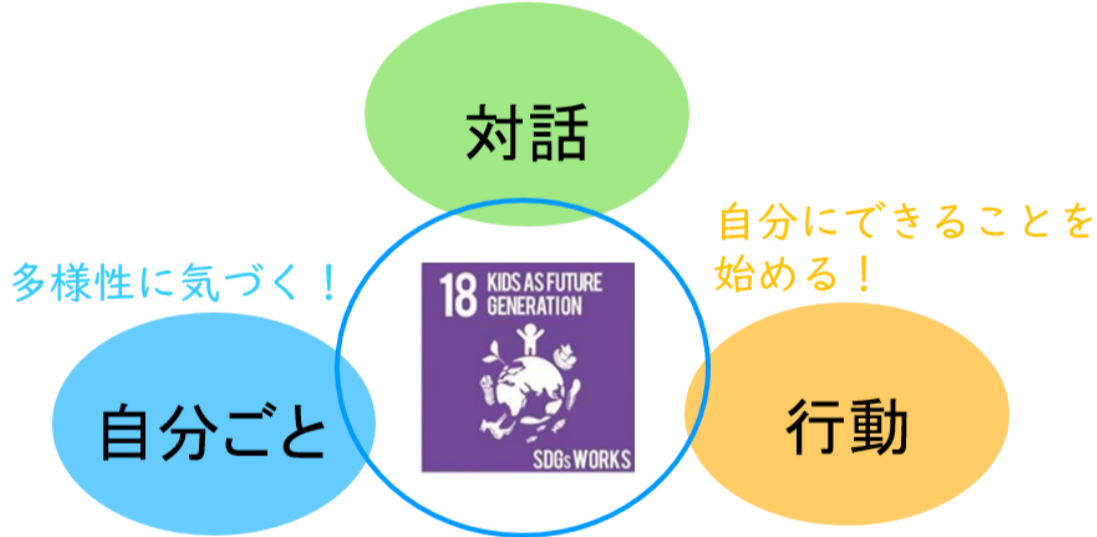 対話
自分にできることを
始める！
多様性に気づく！
18 KIDS AS FUTURE
GENERATION
SDGs WORKS
自分ごと
行動